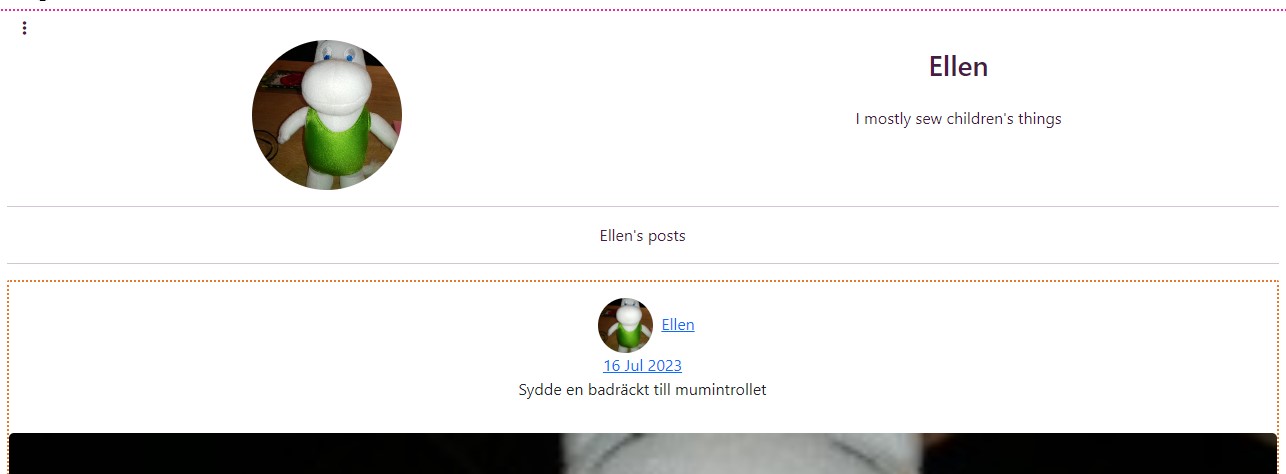 Ellen
I mostly sew children's things
Ellen's posts
Ellen
16 Jul 2023
Sydde en badräckt till mumintrollet